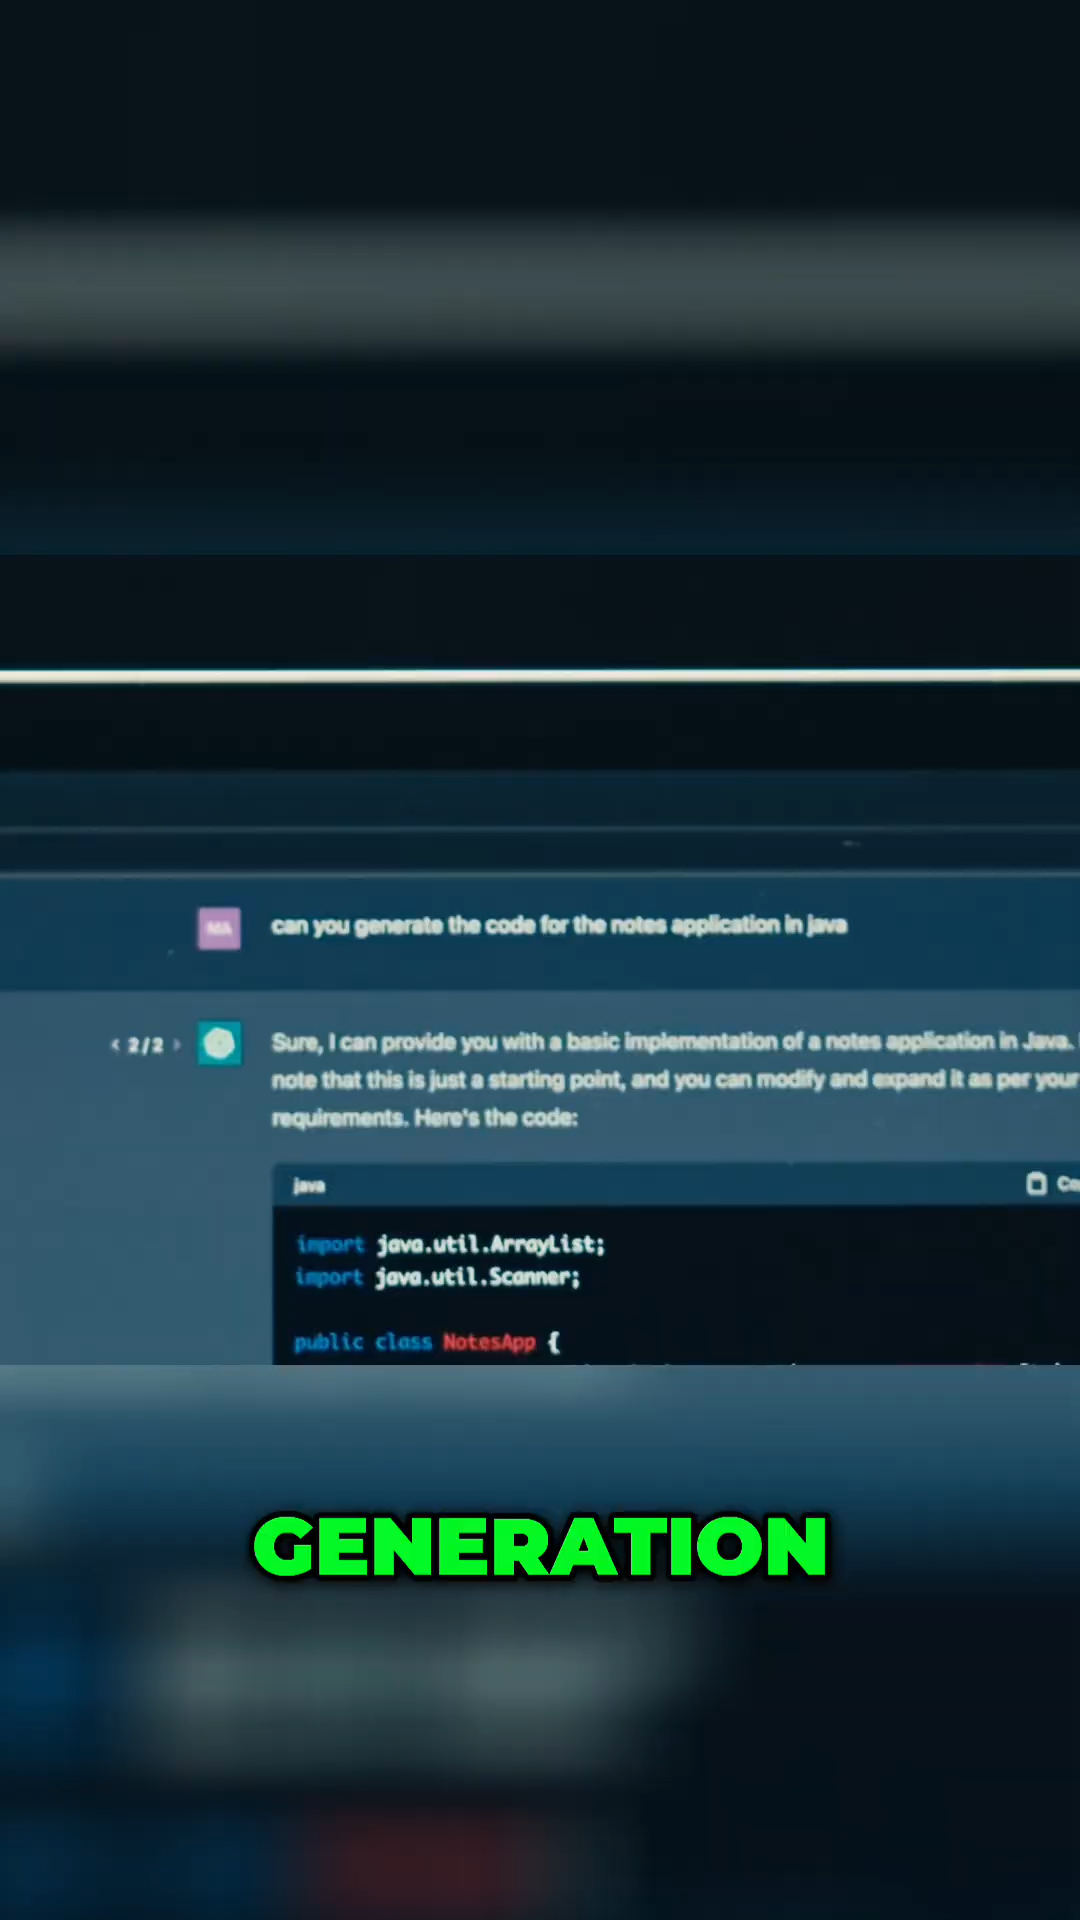 can you generate the code for the notes application in java
< 2/2 >
Sure, I can provide you with a basic implementation of a notes application in Java.
note that this is just a starting point, and you can modify and expand it as per your
requirements. Here's the code:
java
import java.util.ArrayList;
import java.util.Scanner;
public class NotesApp {
GENERATION